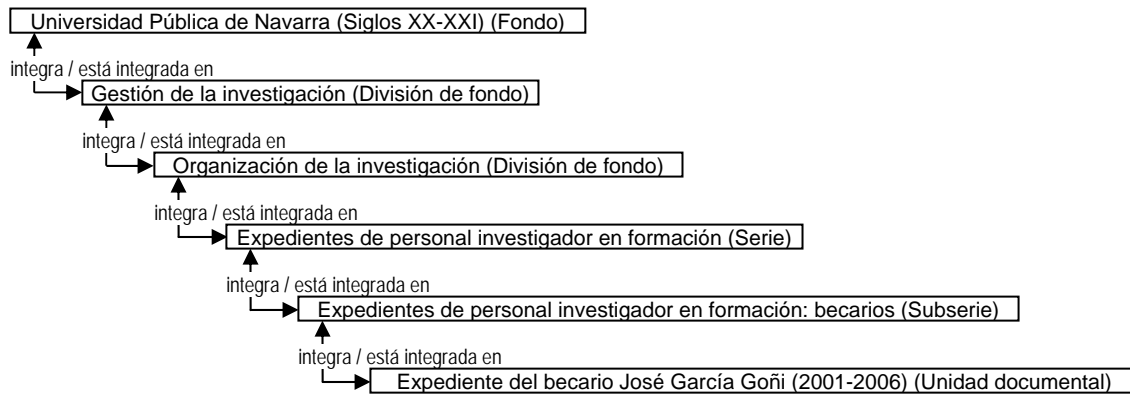 Universidad Pública de Navarra (Siglos XX-XXI) (Fondo)
integra / está integrada en
Gestión de la investigación (División de fondo)
integra / está integrada en
Organización de la investigación (División de fondo)
integra / está integrada en
Expedientes de personal investigador en formación (Serie)
integra / está integrada en
Expedientes de personal investigador en formación: becarios (Subserie)
integra / está integrada en
Expediente del becario José García Goñi (2001-2006) (Unidad documental)